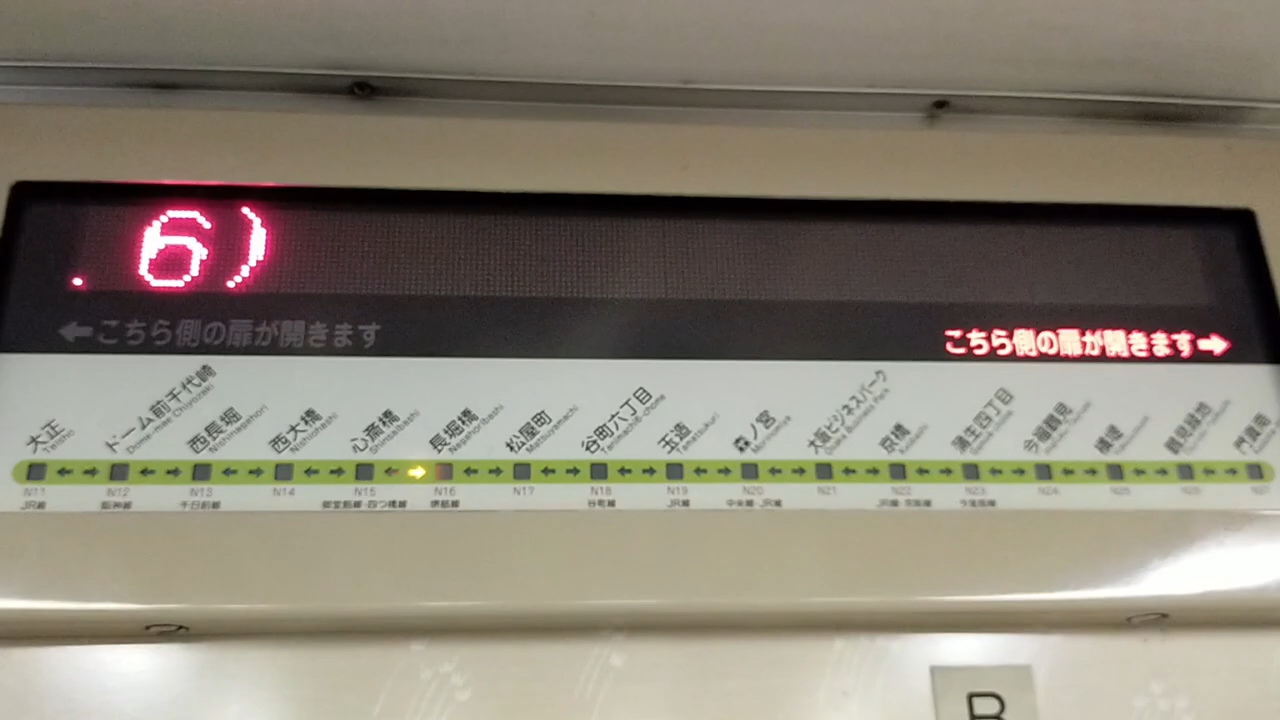 . 6)
←こちら側の扉が開きます
こちら側の扉が開きます→
大正 ドーム前千代崎 西長堀 西大橋 心斎橋 長堀橋 松屋町 谷町六丁目 玉造 森ノ宮 大阪ビジネスパーク 京橋 蒲生四丁目 今福鶴見 横堤 鶴見緑地 門真南
Taisho Dome-mae Chiyozaki Nishinagahori Nishiohashi Shinsaibashi Nagahoribashi Matsuyamachi Tanimachi 6-chome Tamatsukuri Morinomiya Osaka Business Park Kyobashi
N11 N12 N13 N14 N15 N16 N17 N18 N19 N20 N21 N22 N23 N24 N25 N26 N27
JR線 阪神線 千日前線 御堂筋線・四つ橋線 堺筋線 谷町線 JR線 中央線・JR線 JR線・京阪線 今里筋線
B